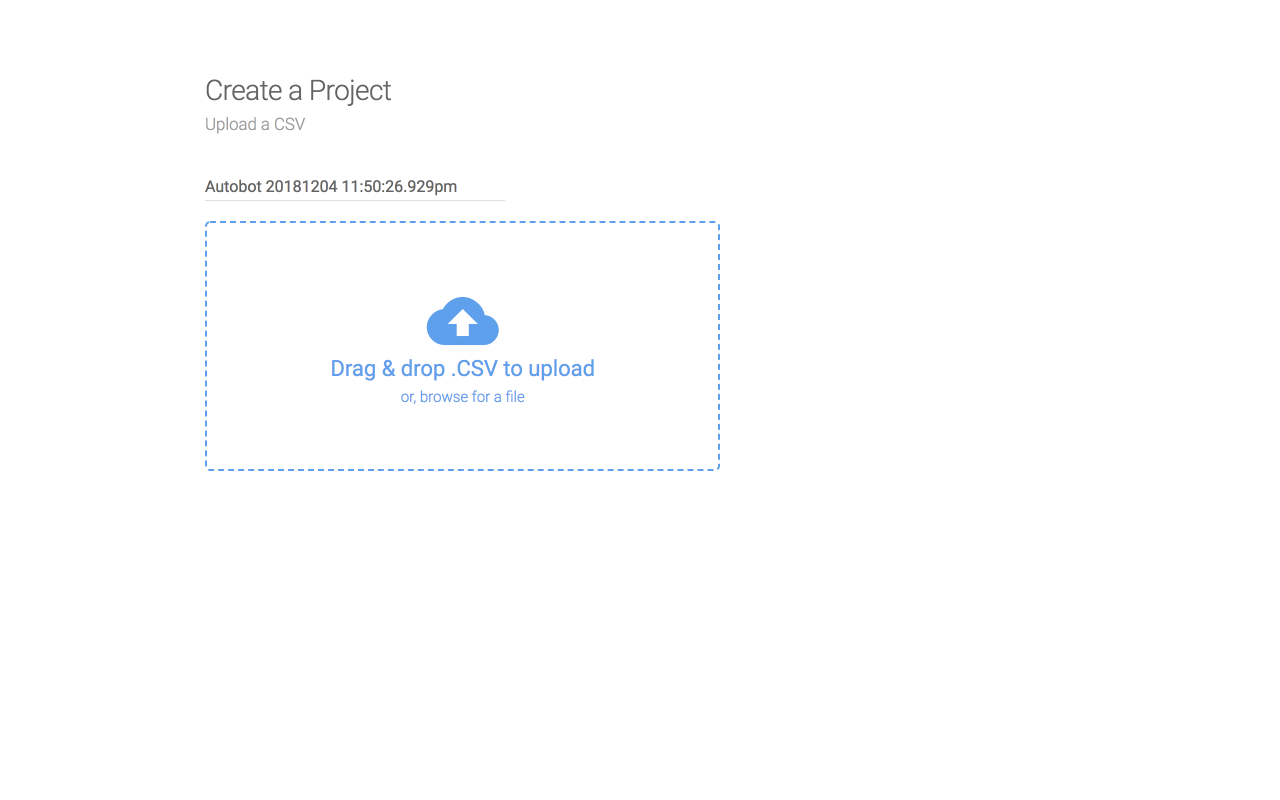 Create a Project
Upload a CSV
Autobot 20181204 11:50:26.929pm
Drag & drop .CSV to upload
or, browse for a file